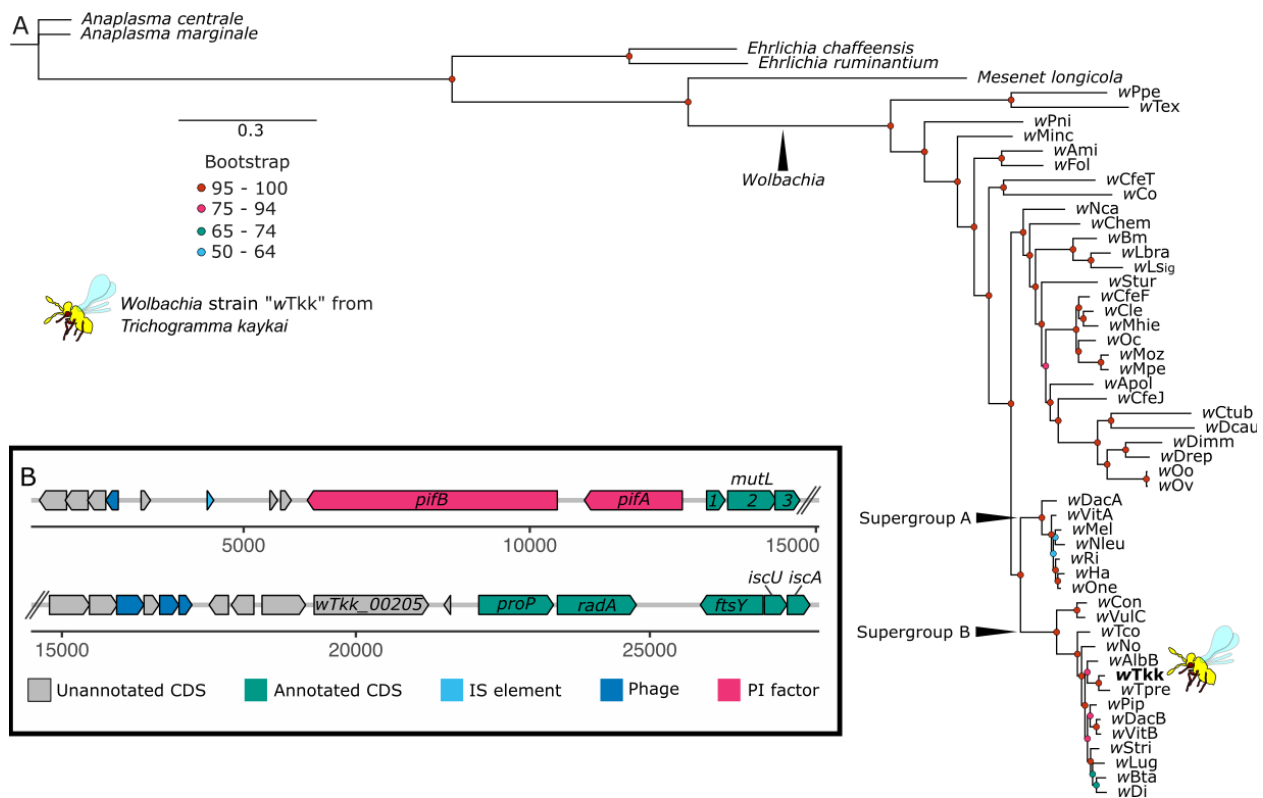 A
Anaplasma centrale
Anaplasma marginale
Ehrlichia chaffeensis
Ehrlichia ruminantium
Mesenet longicola
wPpe
wTex
wPni
wMinc
wAmi
wFol
wCfeT
wCo
wNca
wChem
wBm
wLbra
wLsig
wStur
wCfeF
wCle
wMhie
wOc
wMoz
wMpe
wApol
wCfeJ
wCtub
wDcau
wDimm
wDrep
wOo
wOv
wDacA
wVitA
wMel
wNleu
wRi
wHa
wOne
wCon
wVulC
wTco
wNo
wAlbB
wTkk
wTpre
wPip
wDacB
wVitB
wStri
wLug
wBta
wDi
Wolbachia
Supergroup A
Supergroup B
0.3
Bootstrap
95 - 100
75 - 94
65 - 74
50 - 64
Wolbachia strain "wTkk" from
Trichogramma kaykai
B
mutL
pifB pifA 1 2 3
5000 10000 15000
iscU iscA
wTkk_00205 proP radA ftsY
15000 20000 25000
Unannotated CDS Annotated CDS IS element Phage PI factor